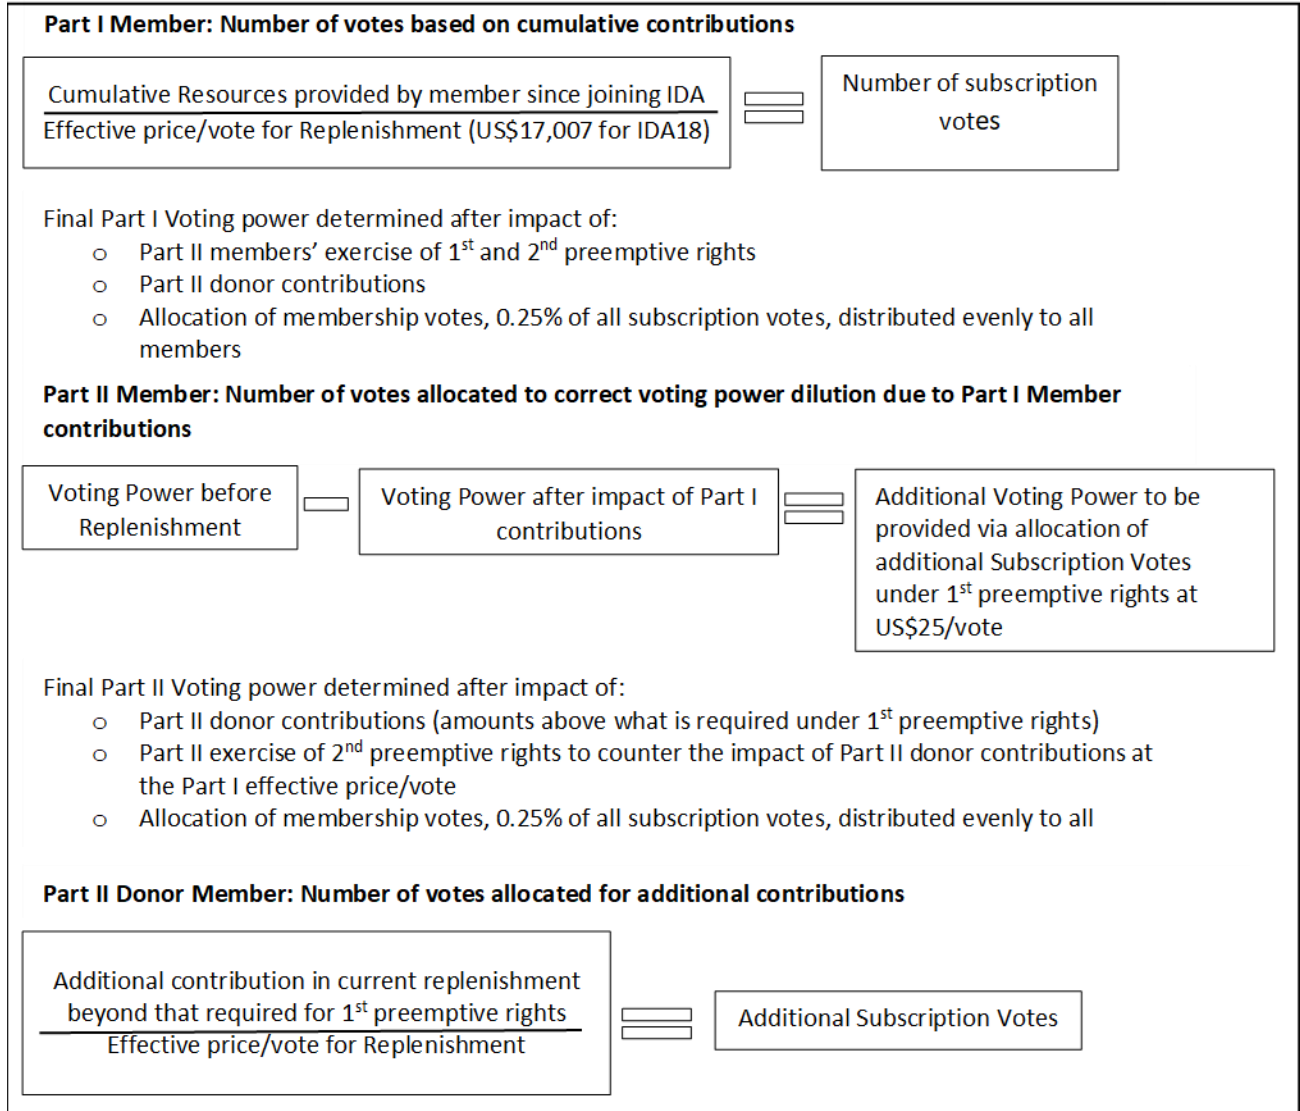 Part I Member: Number of votes based on cumulative contributions
Cumulative Resources provided by member since joining IDA
Effective price/vote for Replenishment (US$17,007 for IDA18)
Number of subscription
votes
Final Part I Voting power determined after impact of:
o Part II members’ exercise of 1st and 2nd preemptive rights
o Part II donor contributions
o Allocation of membership votes, 0.25% of all subscription votes, distributed evenly to all
members
Part II Member: Number of votes allocated to correct voting power dilution due to Part I Member
contributions
Voting Power before
Replenishment
Voting Power after impact of Part I
contributions
Additional Voting Power to be
provided via allocation of
additional Subscription Votes
under 1st preemptive rights at
US$25/vote
Final Part II Voting power determined after impact of:
o Part II donor contributions (amounts above what is required under 1st preemptive rights)
o Part II exercise of 2nd preemptive rights to counter the impact of Part II donor contributions at
the Part I effective price/vote
o Allocation of membership votes, 0.25% of all subscription votes, distributed evenly to all
Part II Donor Member: Number of votes allocated for additional contributions
Additional contribution in current replenishment
beyond that required for 1st preemptive rights
Effective price/vote for Replenishment
Additional Subscription Votes